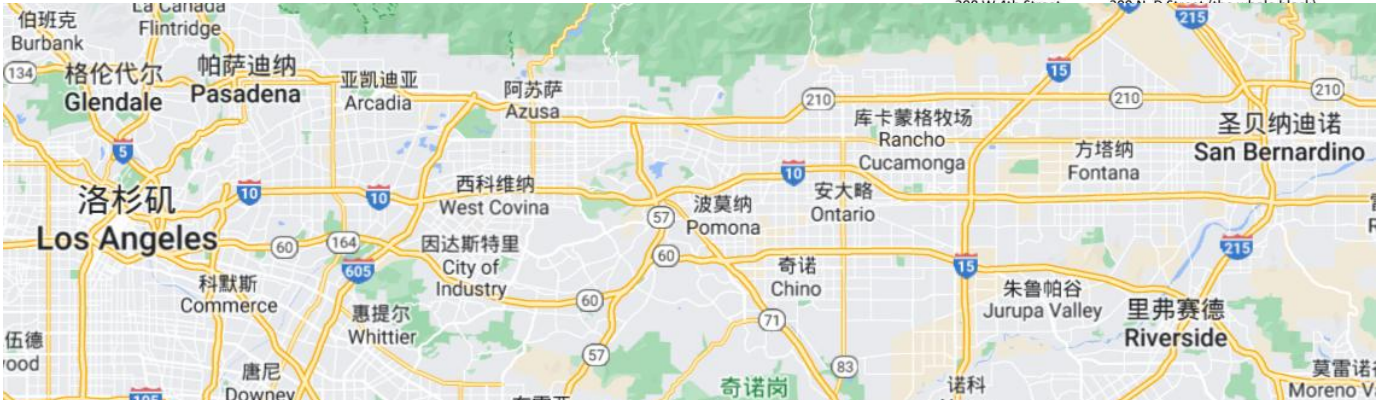 La Cañada
Flintridge
伯班克
Burbank
134
格伦代尔
Glendale
帕萨迪纳
Pasadena
亚凯迪亚
Arcadia
阿苏萨
Azusa
210
15
210
215
210
库卡蒙格牧场
Rancho
Cucamonga
方塔纳
Fontana
圣贝纳迪诺
San Bernardino
5
洛杉矶
Los Angeles
10
10
西科维纳
West Covina
57
波莫纳
Pomona
10
安大略
Ontario
60
164
605
因达斯特里
City of
Industry
60
60
奇诺
Chino
15
215
科默斯
Commerce
惠提尔
Whittier
57
71
83
朱鲁帕谷
Jurupa Valley
里弗赛德
Riverside
伍德
wood
唐尼
Downey
105
奇诺岗
诺科
莫雷诺
Moreno Va